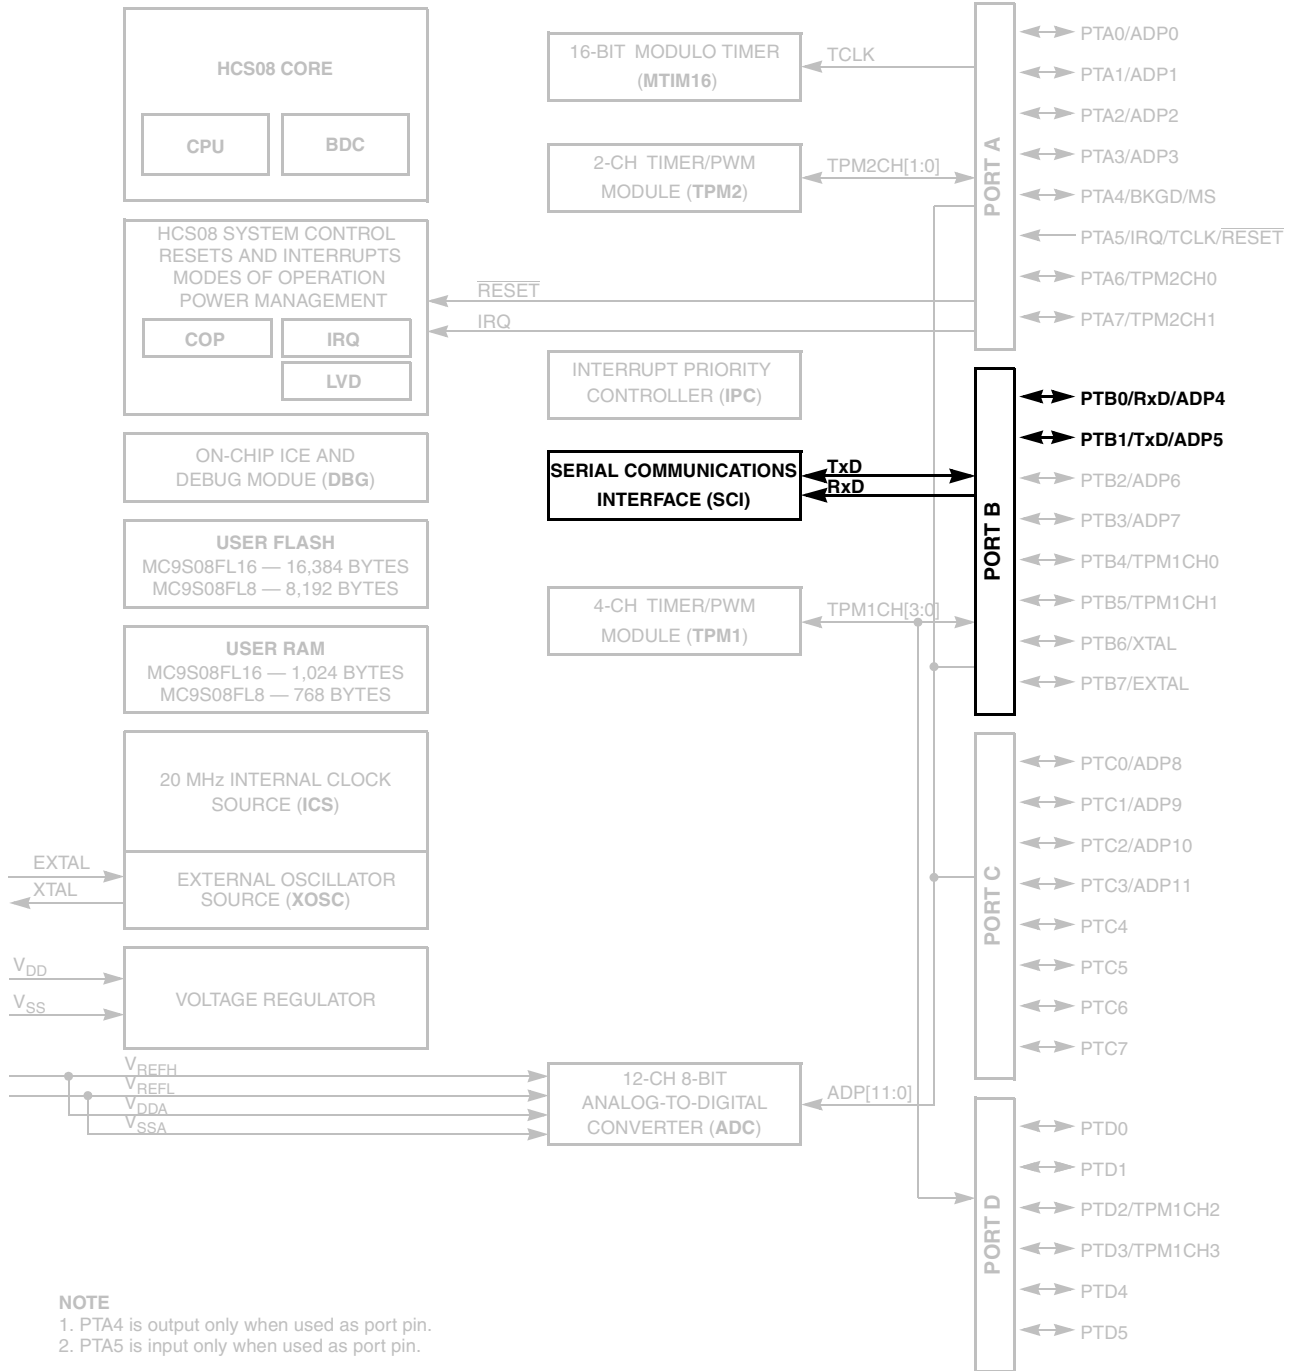 HCS08 CORE
CPU
BDC
HCS08 SYSTEM CONTROL
RESETS AND INTERRUPTS
MODES OF OPERATION
POWER MANAGEMENT
COP
IRQ
LVD
ON-CHIP ICE AND
DEBUG MODUE (DBG)
USER FLASH
MC9S08FL16 — 16,384 BYTES
MC9S08FL8 — 8,192 BYTES
USER RAM
MC9S08FL16 — 1,024 BYTES
MC9S08FL8 — 768 BYTES
20 MHz INTERNAL CLOCK
SOURCE (ICS)
EXTERNAL OSCILLATOR
SOURCE (XOSC)
EXTAL
XTAL
VOLTAGE REGULATOR
VDD
VSS
VREFH
VREFL
VDDA
VSSA
16-BIT MODULO TIMER
(MTIM16)
TCLK
2-CH TIMER/PWM
MODULE (TPM2)
TPM2CH[1:0]
RESET
IRQ
INTERRUPT PRIORITY
CONTROLLER (IPC)
SERIAL COMMUNICATIONS
INTERFACE (SCI)
TxD
RxD
4-CH TIMER/PWM
MODULE (TPM1)
TPM1CH[3:0]
12-CH 8-BIT
ANALOG-TO-DIGITAL
CONVERTER (ADC)
ADP[11:0]
PORT A
PTA0/ADP0
PTA1/ADP1
PTA2/ADP2
PTA3/ADP3
PTA4/BKGD/MS
PTA5/IRQ/TCLK/RESET
PTA6/TPM2CH0
PTA7/TPM2CH1
PORT B
PTB0/RxD/ADP4
PTB1/TxD/ADP5
PTB2/ADP6
PTB3/ADP7
PTB4/TPM1CH0
PTB5/TPM1CH1
PTB6/XTAL
PTB7/EXTAL
PORT C
PTC0/ADP8
PTC1/ADP9
PTC2/ADP10
PTC3/ADP11
PTC4
PTC5
PTC6
PTC7
PORT D
PTD0
PTD1
PTD2/TPM1CH2
PTD3/TPM1CH3
PTD4
PTD5
NOTE
1. PTA4 is output only when used as port pin.
2. PTA5 is input only when used as port pin.